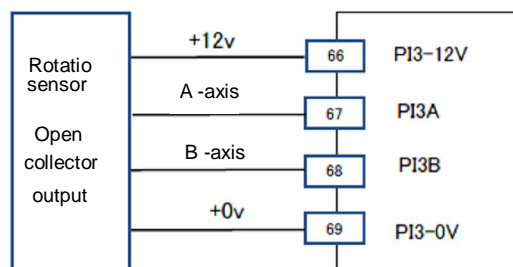 Rotatio
sensor
Open
collector
output
+12v
66
PI3-12V
A -axis
67
PI3A
B -axis
68
PI3B
+0v
69
PI3-0V